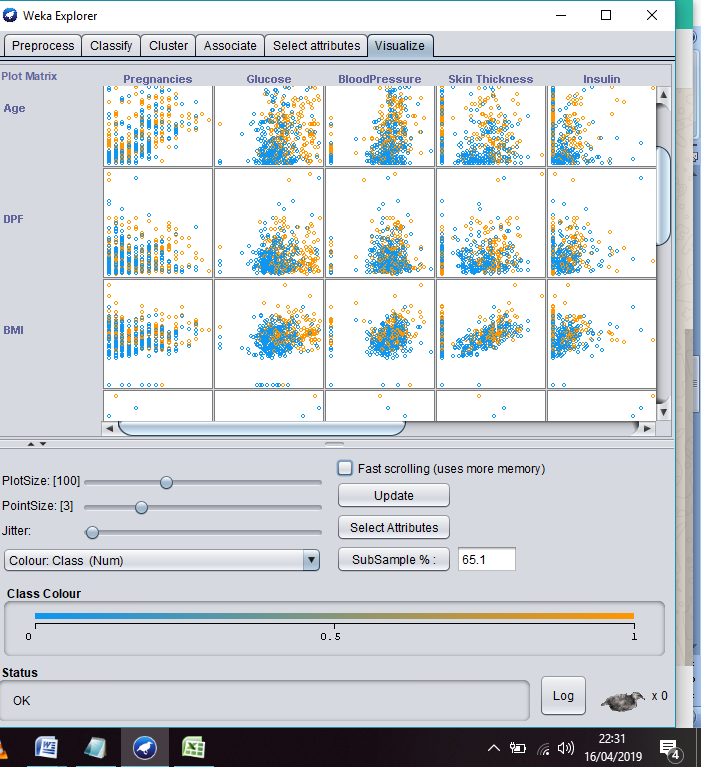 Weka Explorer
Preprocess Classify Cluster Associate Select attributes Visualize
Plot Matrix Pregnancies Glucose BloodPressure Skin Thickness Insulin
Age
DPF
BMI
PlotSize: [100]
Fast scrolling (uses more memory)
PointSize: [3]
Update
Jitter:
Select Attributes
Colour: Class (Num)
SubSample % :
65.1
Class Colour
0 0.5 1
Status
OK
Log
x 0
22:31
16/04/2019
4